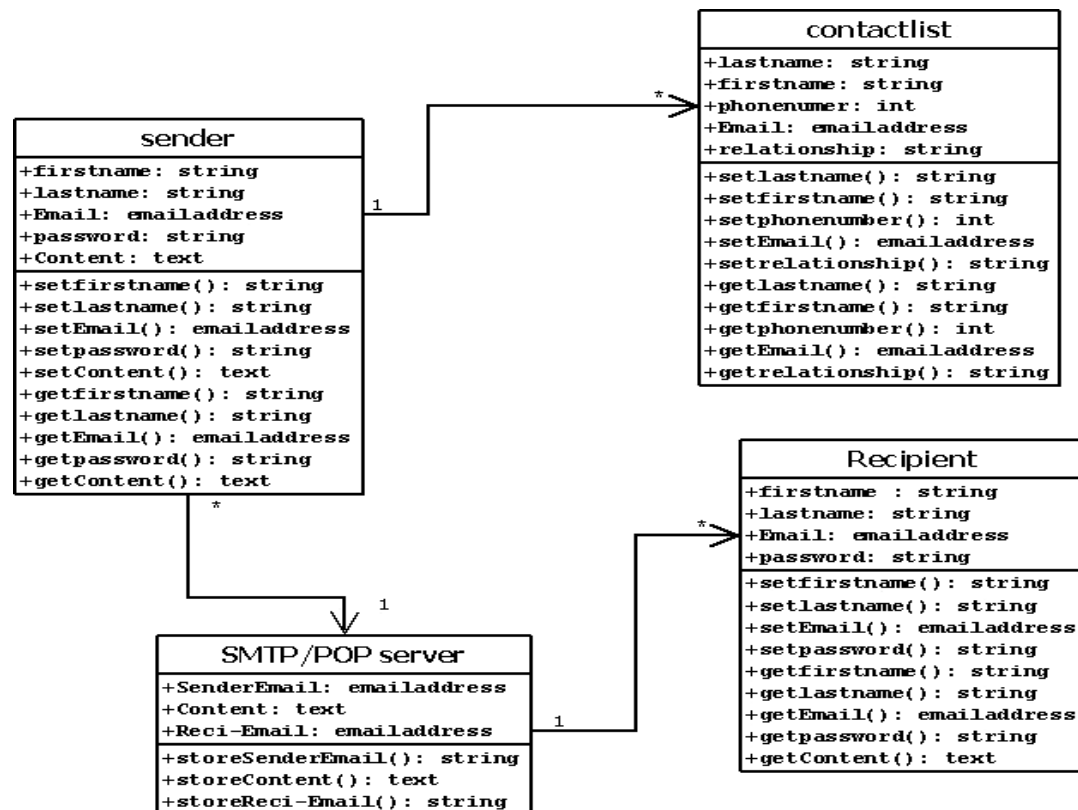 contactlist
+lastname: string
+firstname: string
+phonenumer: int
+Email: emailaddress
+relationship: string
+setlastname(): string
+setfirstname(): string
+setphonenumber(): int
+setEmail(): emailaddress
+setrelationship(): string
+getlastname(): string
+getfirstname(): string
+getphonenumber(): int
+getEmail(): emailaddress
+getrelationship(): string
*
1
sender
+firstname: string
+lastname: string
+Email: emailaddress
+password: string
+Content: text
+setfirstname(): string
+setlastname(): string
+setEmail(): emailaddress
+setpassword(): string
+setContent(): text
+getfirstname(): string
+getlastname(): string
+getEmail(): emailaddress
+getpassword(): string
+getContent(): text
*
1
Recipient
+firstname : string
+lastname: string
+Email: emailaddress
+password: string
+setfirstname(): string
+setlastname(): string
+setEmail(): emailaddress
+setpassword(): string
+getfirstname(): string
+getlastname(): string
+getEmail(): emailaddress
+getpassword(): string
+getContent(): text
*
1
SMTP/POP server
+SenderEmail: emailaddress
+Content: text
+Reci-Email: emailaddress
+storeSenderEmail(): string
+storeContent(): text
+storeReci-Email(): string